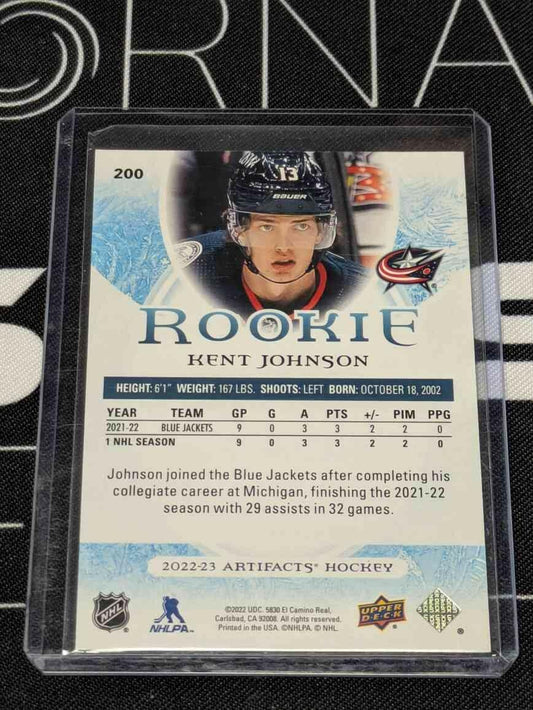 ORNA
200
13
BAUER
ROOKIE
KENT JOHNSON
HEIGHT: 6'1" WEIGHT: 167 LBS. SHOOTS: LEFT BORN: OCTOBER 18, 2002
YEAR TEAM GP G A PTS +/- PIM PPG
2021-22 BLUE JACKETS 9 0 3 3 2 2 0
1 NHL SEASON 9 0 3 3 2 2 0
Johnson joined the Blue Jackets after completing his
collegiate career at Michigan, finishing the 2021-22
season with 29 assists in 32 games.
2022-23 ARTIFACTS® HOCKEY
NHL
NHLPA™
©2022 UDC. 5830 El Camino Real,
Carlsbad, CA 92008. All rights reserved.
Printed in the USA. ©NHLPA. © NHL.
UPPER DECK
®